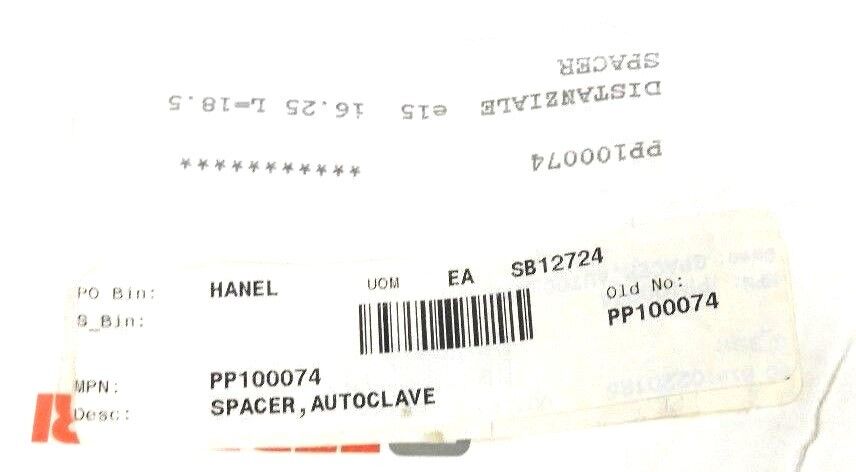 PP100074 ***********
DISTANZIALE e15 i6.25 L=18.5
SPACER
PO Bin: HANEL UOM EA SB12724
S_Bin: Old No:
PP100074
MPN: PP100074
Desc: SPACER,AUTOCLAVE